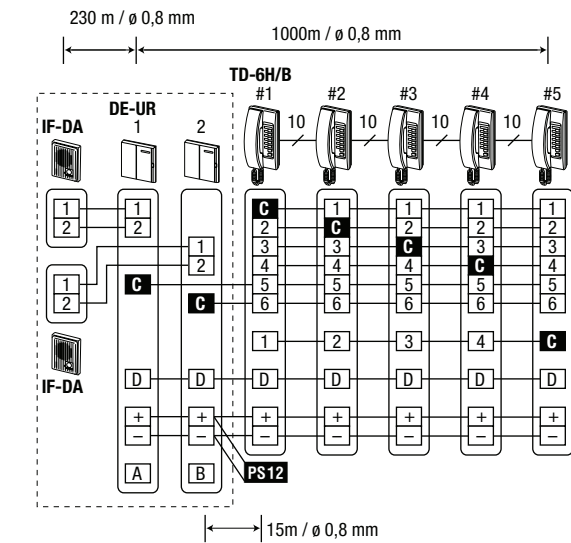 230 m / ø 0,8 mm
1000m / ø 0,8 mm
TD-6H/B
#1 #2 #3 #4 #5
DE-UR
IF-DA 1 2 10 10 10 10
1 1 C 1 1 1 1
2 2 2 C 2 2 2
1 3 3 C 3 3
2 4 4 4 C 4
1 C 5 5 5 5 5
2 C 6 6 6 6 6
1 2 3 4 C
IF-DA
D D D D D D D
+ + + + + + +
– – – – – – –
A B PS12
15m / ø 0,8 mm